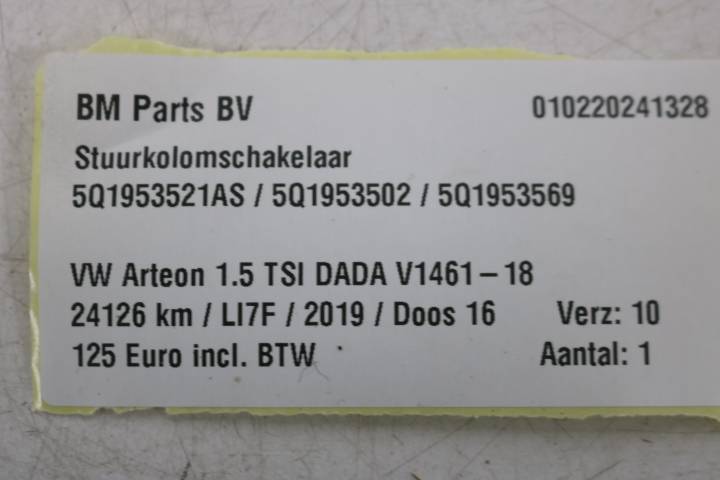 BM Parts BV 010220241328
Stuurkolomschakelaar
5Q1953521AS / 5Q1953502 / 5Q1953569
VW Arteon 1.5 TSI DADA V1461-18
24126 km / LI7F / 2019 / Doos 16 Verz: 10
125 Euro incl. BTW Aantal: 1